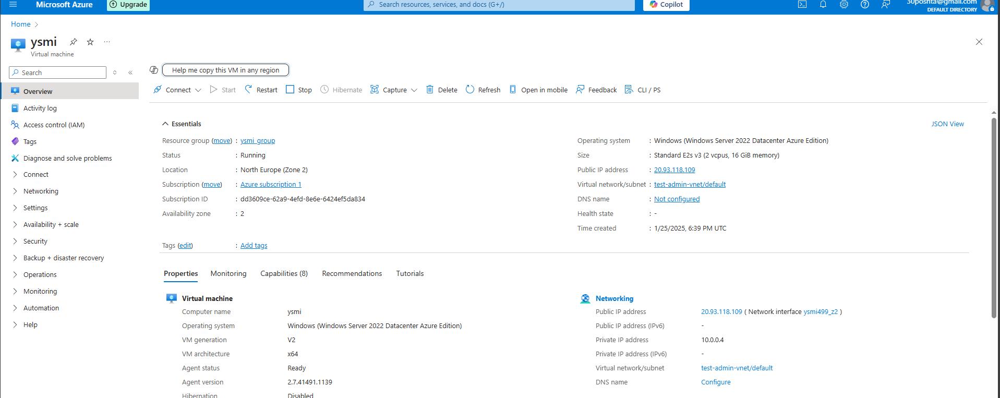 Microsoft Azure
Upgrade
Search resources, services, and docs (G+/)
Copilot
30poshta@gmail.com
DEFAULT DIRECTORY
Home
ysmi
Virtual machine
Search
Help me copy this VM in any region
Connect Start Restart Stop Hibernate Capture Delete Refresh Open in mobile Feedback CLI / PS
Overview
Activity log
Access control (IAM)
Tags
Diagnose and solve problems
Connect
Networking
Settings
Availability + scale
Security
Backup + disaster recovery
Operations
Monitoring
Automation
Help
Essentials
JSON View
Resource group (move) : ysmi_group
Status : Running
Location : North Europe (Zone 2)
Subscription (move) : Azure subscription 1
Subscription ID : dd3609ce-62a9-4efd-8e6e-6424ef5da834
Availability zone : 2
Operating system : Windows (Windows Server 2022 Datacenter Azure Edition)
Size : Standard E2s v3 (2 vcpus, 16 GiB memory)
Public IP address : 20.93.118.109
Virtual network/subnet : test-admin-vnet/default
DNS name : Not configured
Health state : -
Time created : 1/25/2025, 6:39 PM UTC
Tags (edit) : Add tags
Properties Monitoring Capabilities (8) Recommendations Tutorials
Virtual machine
Computer name ysmi
Operating system Windows (Windows Server 2022 Datacenter Azure Edition)
VM generation V2
VM architecture x64
Agent status Ready
Agent version 2.7.41491.1139
Hibernation Disabled
Networking
Public IP address 20.93.118.109 ( Network interface ysmi499_z2 )
Public IP address (IPv6) -
Private IP address 10.0.0.4
Private IP address (IPv6) -
Virtual network/subnet test-admin-vnet/default
DNS name Configure